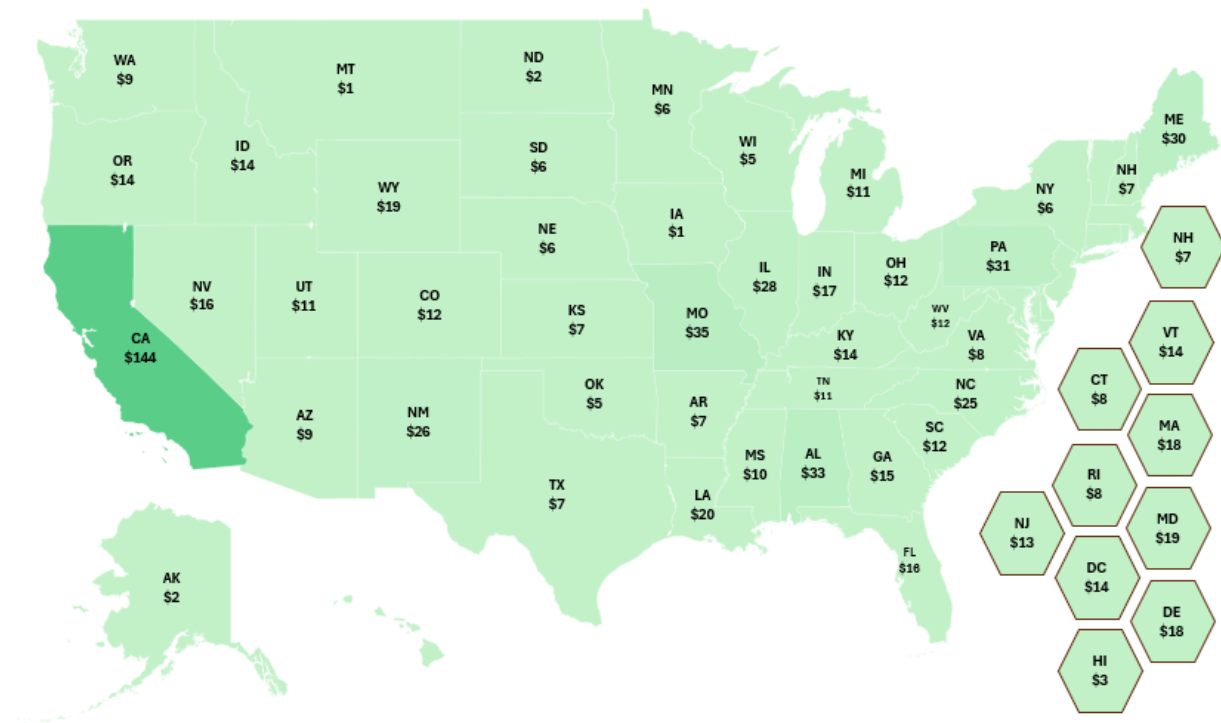 WA
$9
MT
$1
ND
$2
MN
$6
ME
$30
OR
$14
ID
$14
SD
$6
WI
$5
MI
$11
NY
$6
NH
$7
WY
$19
NE
$6
IA
$1
PA
$31
NH
$7
NV
$16
UT
$11
CO
$12
KS
$7
MO
$35
IL
$28
IN
$17
OH
$12
WV
$12
VA
$8
KY
$14
VT
$14
CA
$144
AZ
$9
NM
$26
OK
$5
AR
$7
TN
$11
NC
$25
SC
$12
CT
$8
MA
$18
TX
$7
LA
$20
MS
$10
AL
$33
GA
$15
RI
$8
NJ
$13
MD
$19
AK
$2
FL
$16
DC
$14
DE
$18
HI
$3